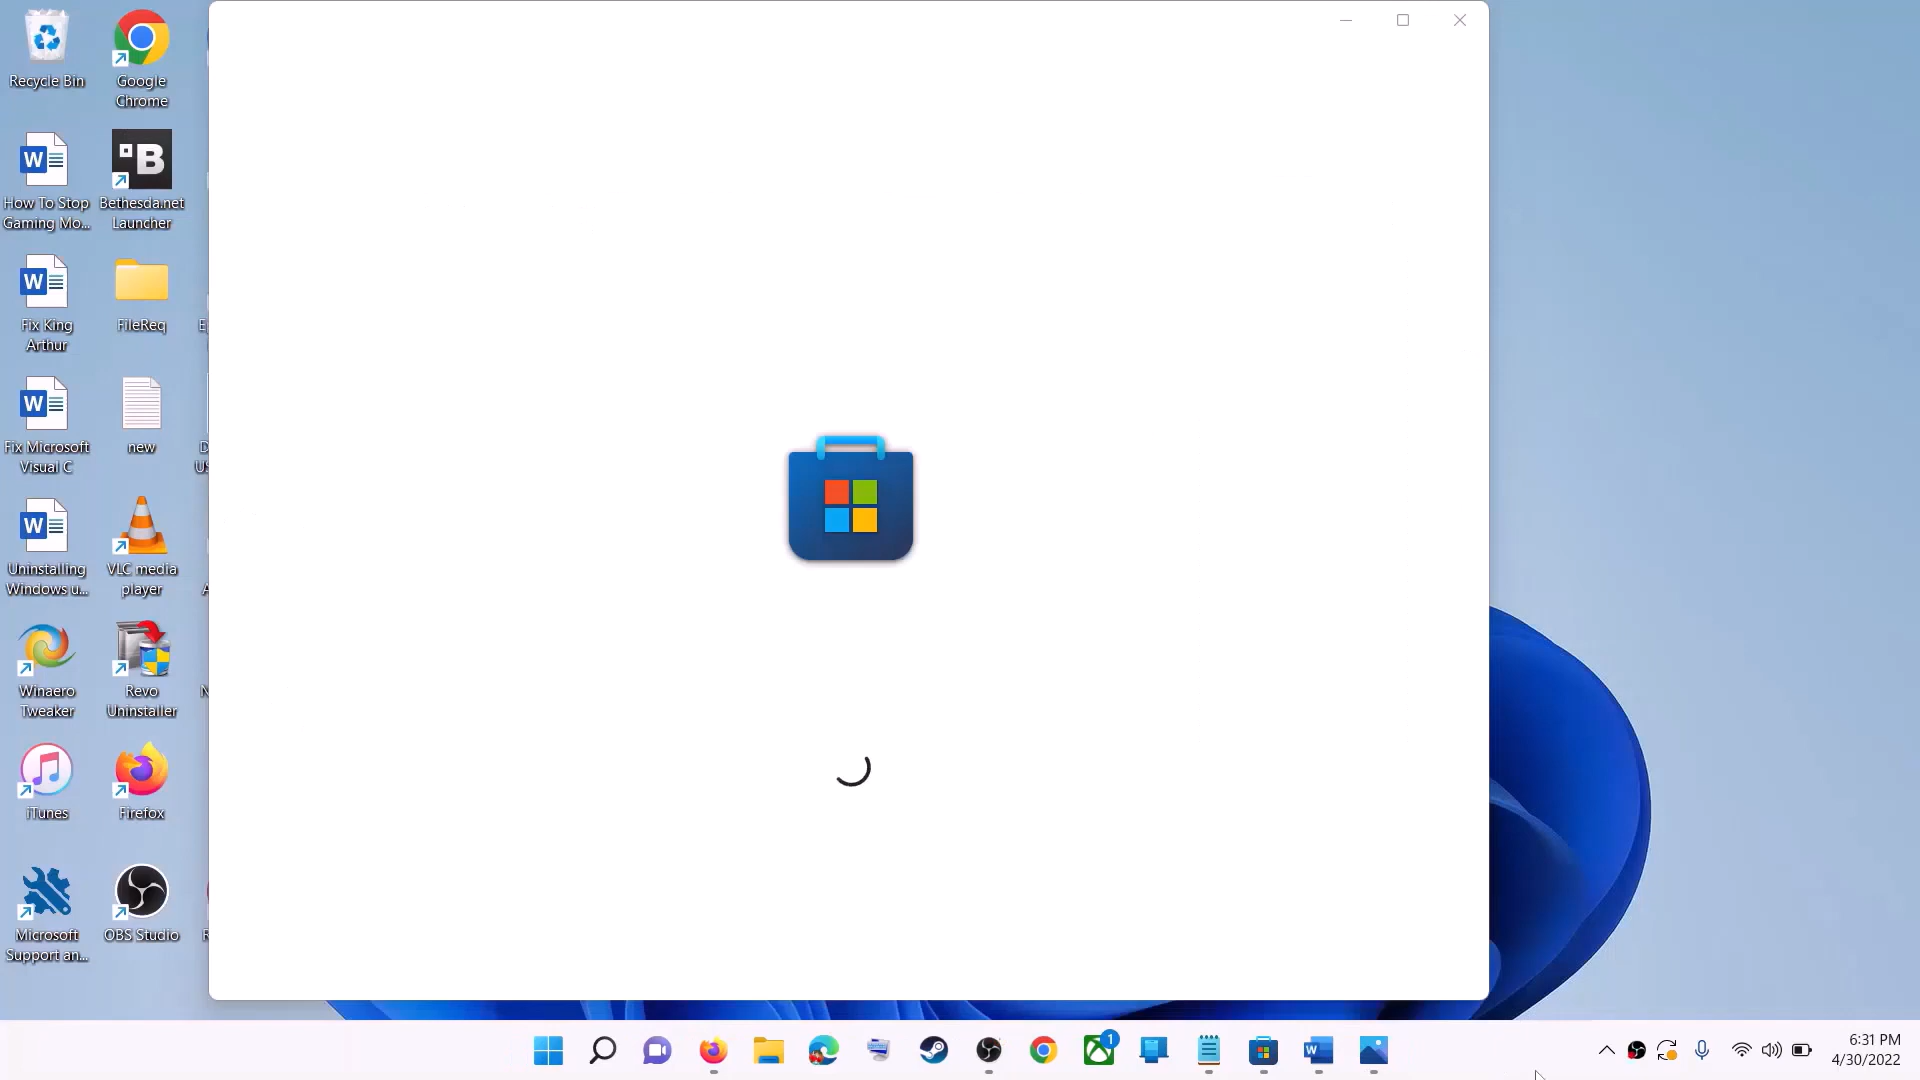 Recycle Bin
Google
Chrome
How To Stop
Gaming Mo...
Bethesda.net
Launcher
Fix King
Arthur
FileReq
Fix Microsoft
Visual C
new
Uninstalling
Windows u...
VLC media
player
Winaero
Tweaker
Revo
Uninstaller
iTunes
Firefox
Microsoft
Support an...
OBS Studio
1
6:31 PM
4/30/2022